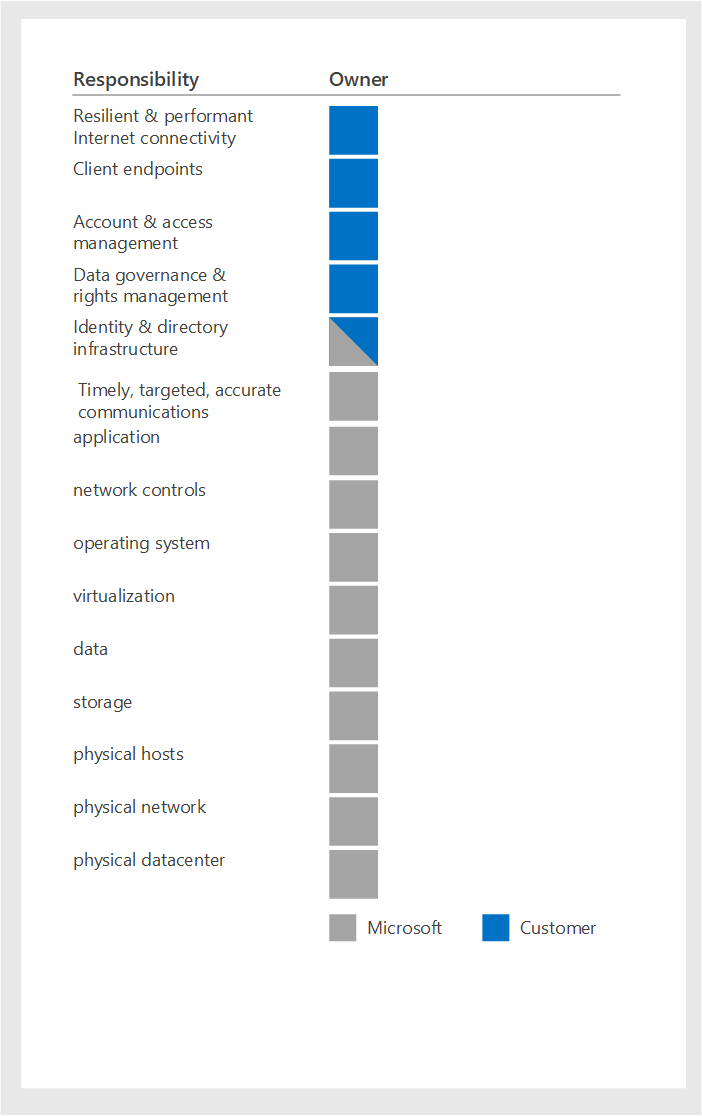 Responsibility Owner
Resilient & performant
Internet connectivity
Client endpoints
Account & access
management
Data governance &
rights management
Identity & directory
infrastructure
Timely, targeted, accurate
communications
application
network controls
operating system
virtualization
data
storage
physical hosts
physical network
physical datacenter
Microsoft Customer